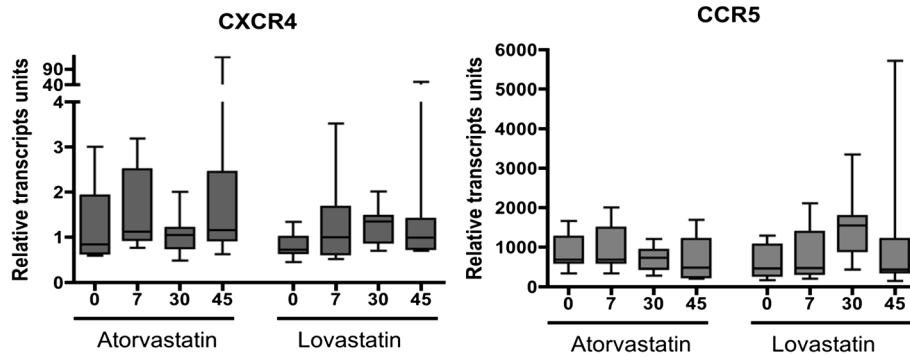 CXCR4
Relative transcripts units
90
40
4
3
2
1
0
0 7 30 45 0 7 30 45
Atorvastatin Lovastatin
CCR5
Relative transcripts units
6000
5000
4000
3000
2000
1000
0
0 7 30 45 0 7 30 45
Atorvastatin Lovastatin